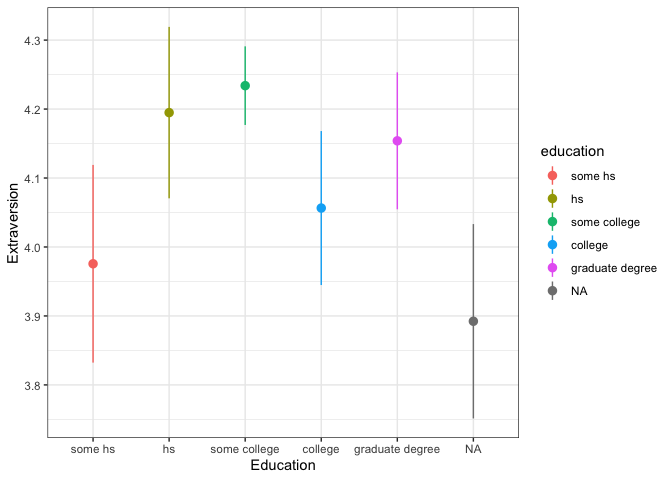 4.3
4.2
4.1
4.0
3.9
3.8
Extraversion
some hs
hs
some college
college
graduate degree
NA
Education
education
some hs
hs
some college
college
graduate degree
NA